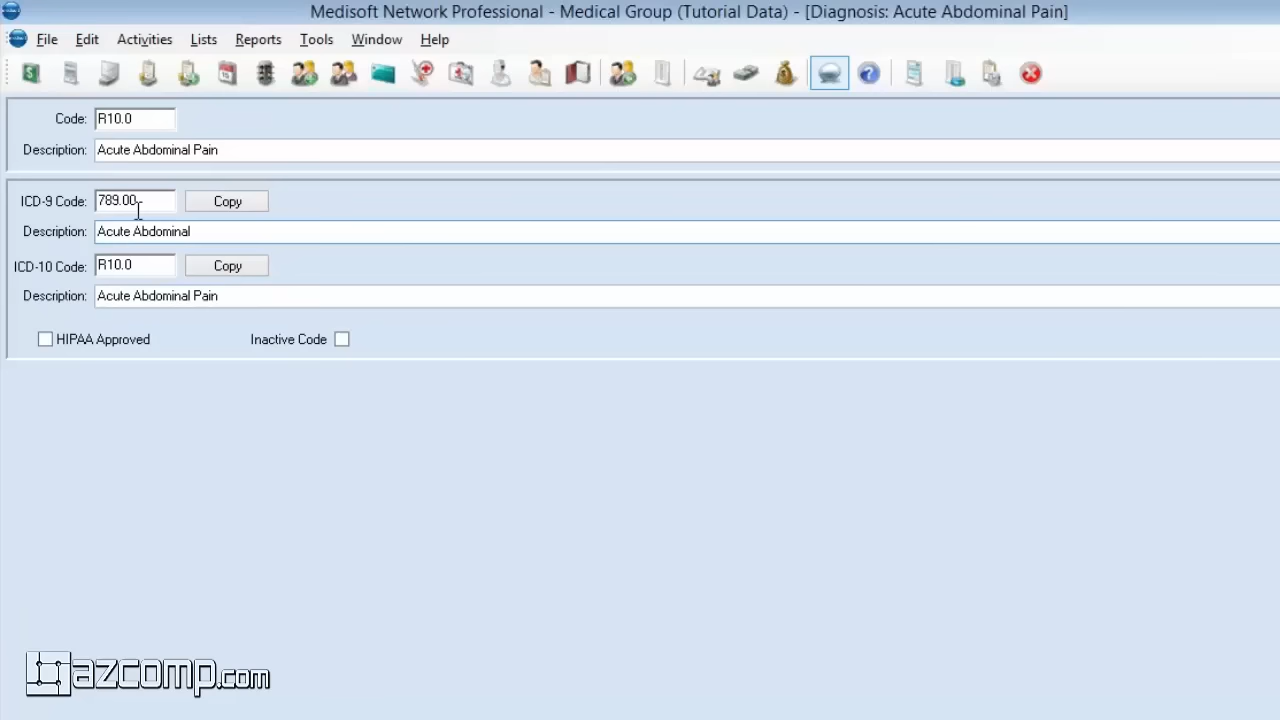 Medisoft Network Professional - Medical Group (Tutorial Data) - [Diagnosis: Acute Abdominal Pain]
File Edit Activities Lists Reports Tools Window Help
Code: R10.0
Description: Acute Abdominal Pain
ICD-9 Code: 789.00 Copy
Description: Acute Abdominal
ICD-10 Code: R10.0 Copy
Description: Acute Abdominal Pain
HIPAA Approved Inactive Code
azcomp.com